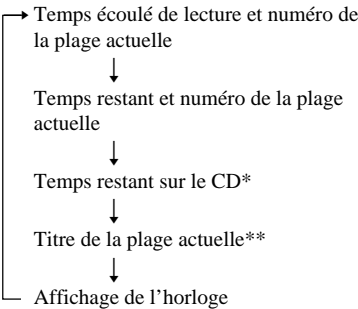 Temps écoulé de lecture et numéro de
la plage actuelle
Temps restant et numéro de la plage
actuelle
Temps restant sur le CD*
Titre de la plage actuelle**
Affichage de l’horloge